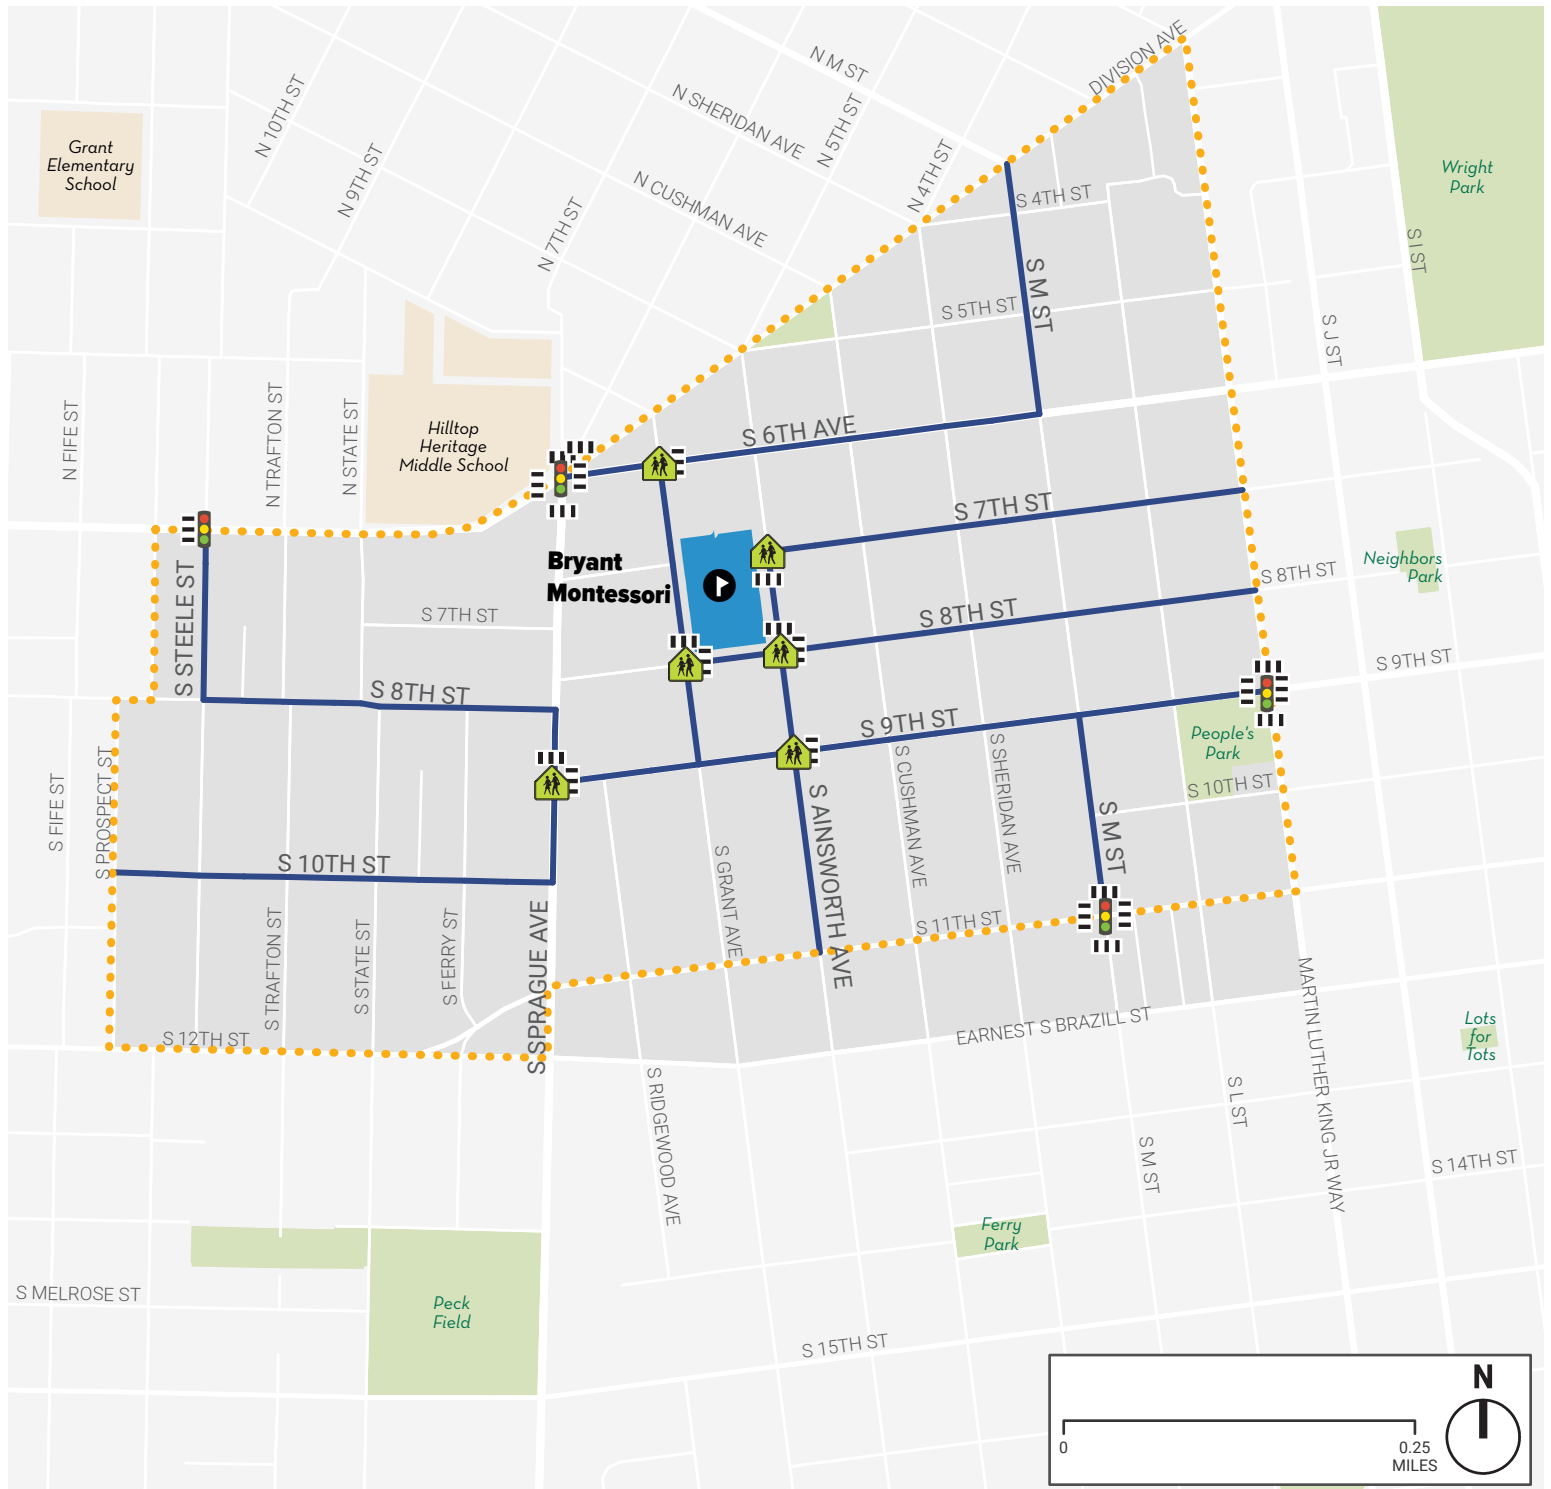 DIVISION AVE
N M ST
N 10TH ST
N SHERIDAN AVE
N 5TH ST
Grant
Elementary
School
N 9TH ST
N 4TH ST
Wright
Park
N CUSHMAN AVE
S 4TH ST
N 7TH ST
S I ST
S M ST
S 5TH ST
S J ST
N FIFE ST
N TRAFTON ST
N STATE ST
Hilltop
Heritage
Middle School
S 6TH AVE
S 7TH ST
Bryant
Montessori
Neighbors
Park
S 8TH ST
S STEELE ST
S 7TH ST
S 8TH ST
S 9TH ST
S 8TH ST
S 9TH ST
People's
Park
S FIFE ST
S PROSPECT ST
S CUSHMAN AVE
S SHERIDAN AVE
S 10TH ST
S M ST
S AINSWORTH AVE
S 10TH ST
S GRANT AVE
S 11TH ST
S TRAFTON ST
S STATE ST
S FERRY ST
S SPRAGUE AVE
S 12TH ST
EARNEST S BRAZILL ST
MARTIN LUTHER KING JR WAY
Lots
for
Tots
S RIDGEWOOD AVE
S L ST
S M ST
S 14TH ST
Ferry
Park
S MELROSE ST
Peck
Field
S 15TH ST
N
0
0.25
MILES